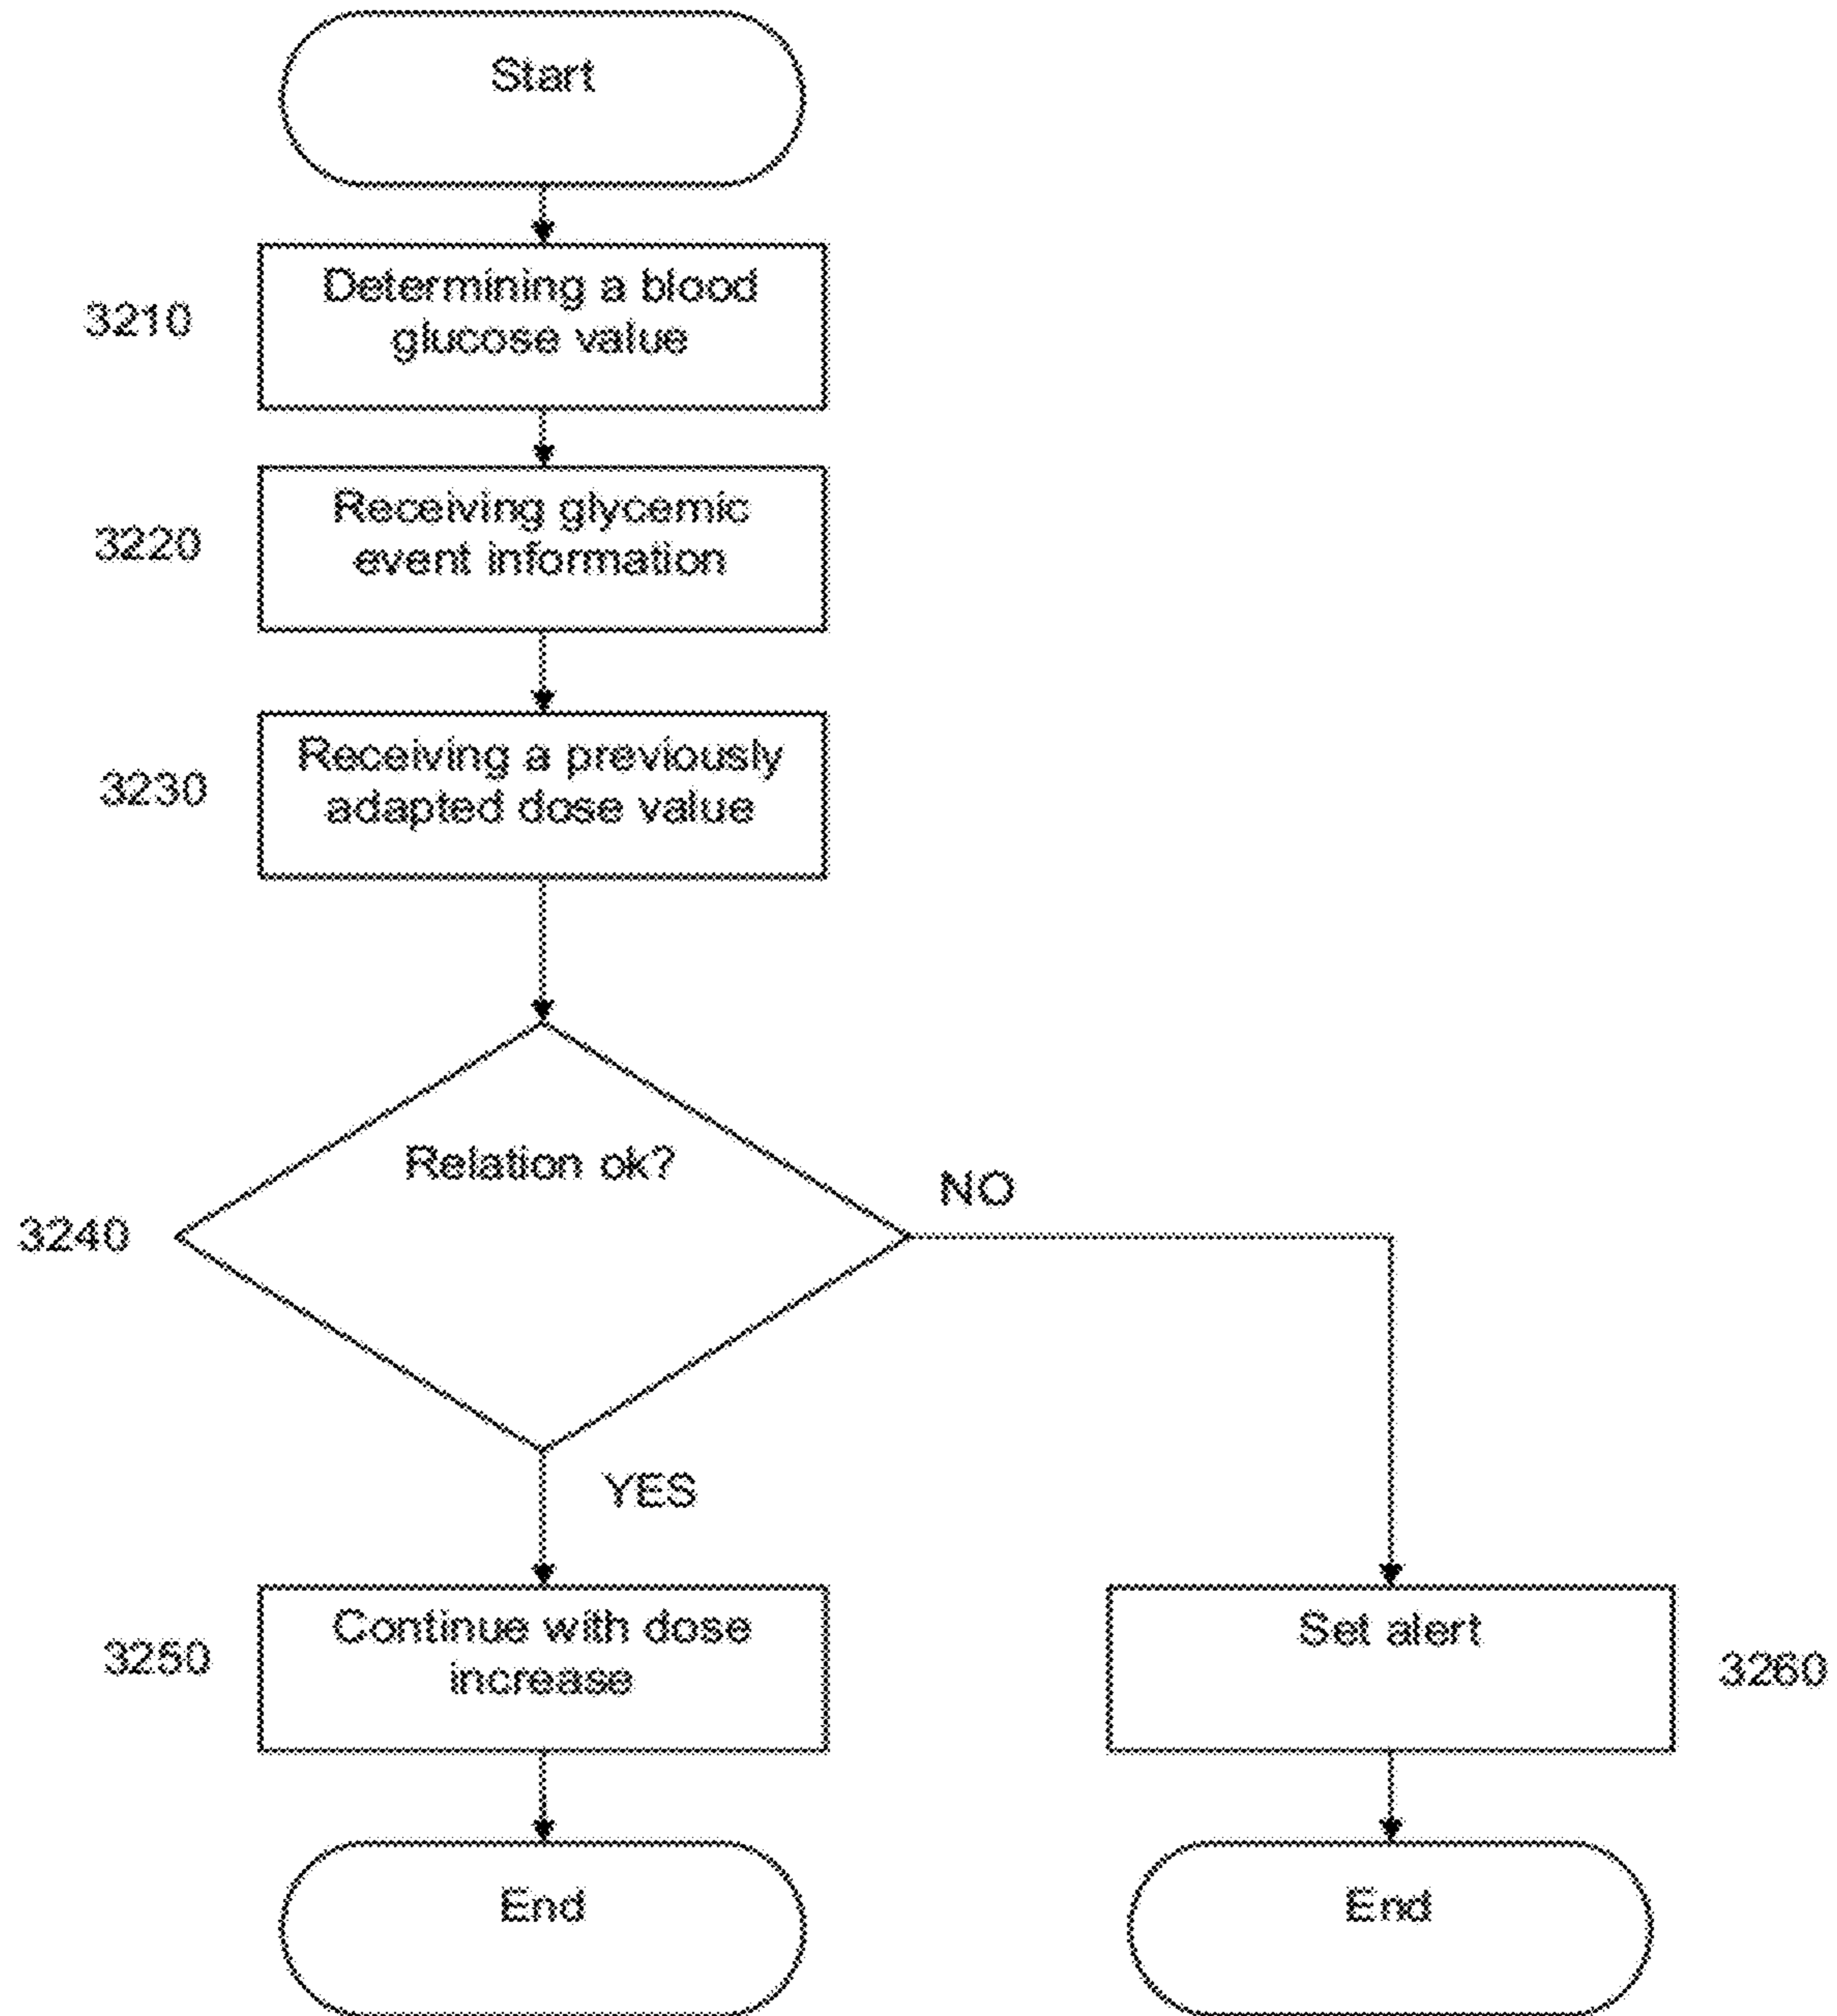 Start
3210
Determining a blood
glucose value
3220
Receiving glycemic
event information
3230
Receiving a previously
adapted dose value
3240
Relation ok?
NO
YES
3250
Continue with dose
increase
Set alert
3260
End
End